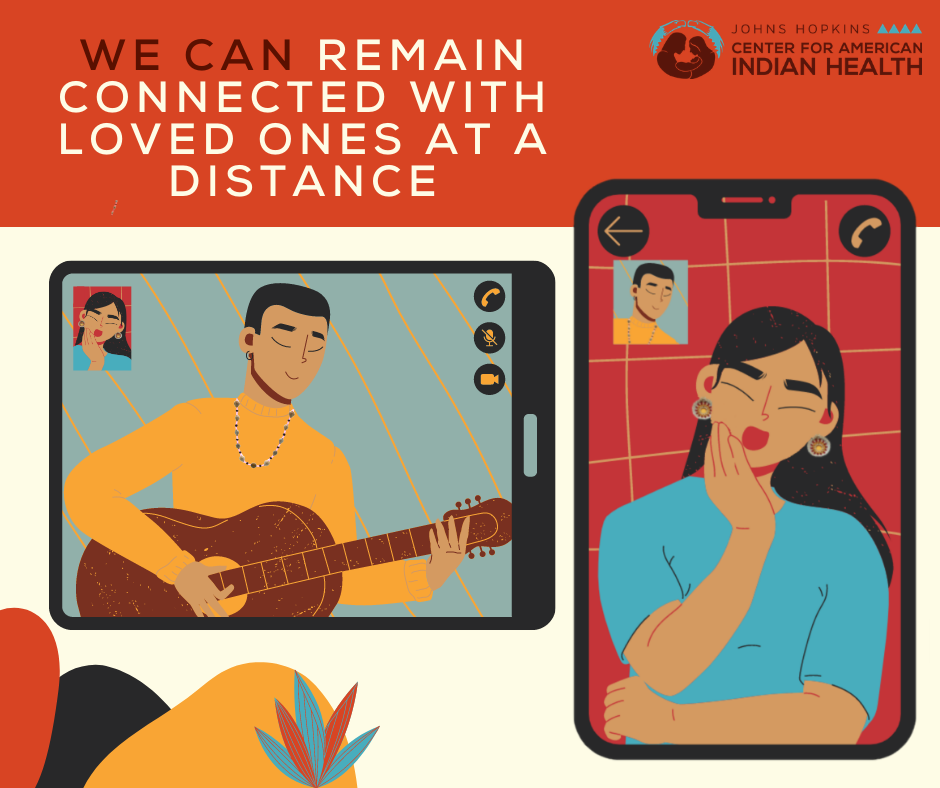 WE CAN REMAIN
CONNECTED WITH
LOVED ONES AT A
DISTANCE
JOHNS HOPKINS
CENTER FOR AMERICAN
INDIAN HEALTH